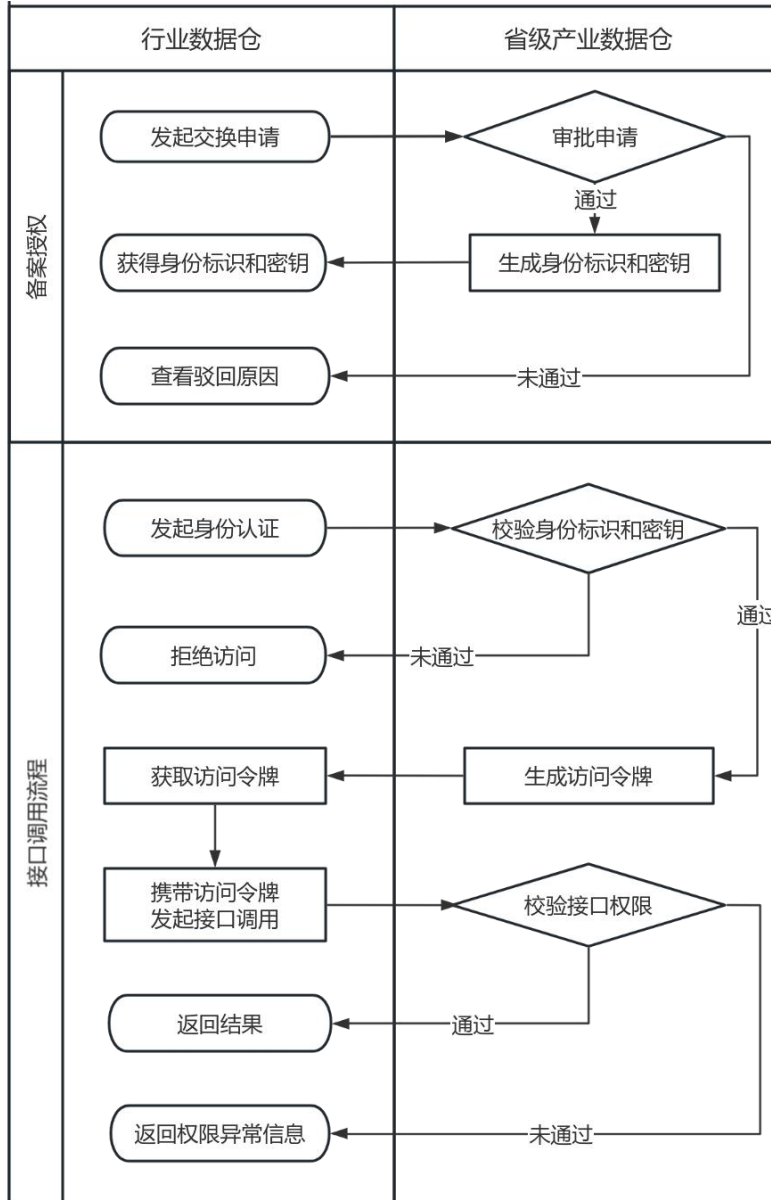 行业数据仓
省级产业数据仓
备案授权
发起交换申请
审批申请
通过
获得身份标识和密钥
生成身份标识和密钥
查看驳回原因
未通过
接口调用流程
发起身份认证
校验身份标识和密钥
通过
拒绝访问
未通过
获取访问令牌
生成访问令牌
携带访问令牌
发起接口调用
校验接口权限
返回结果
通过
返回权限异常信息
未通过